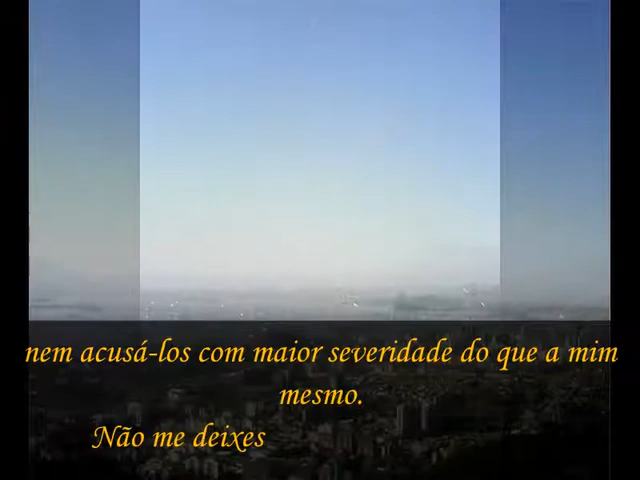 nem acusá-los com maior severidade do que a mim
mesmo.
Não me deixes